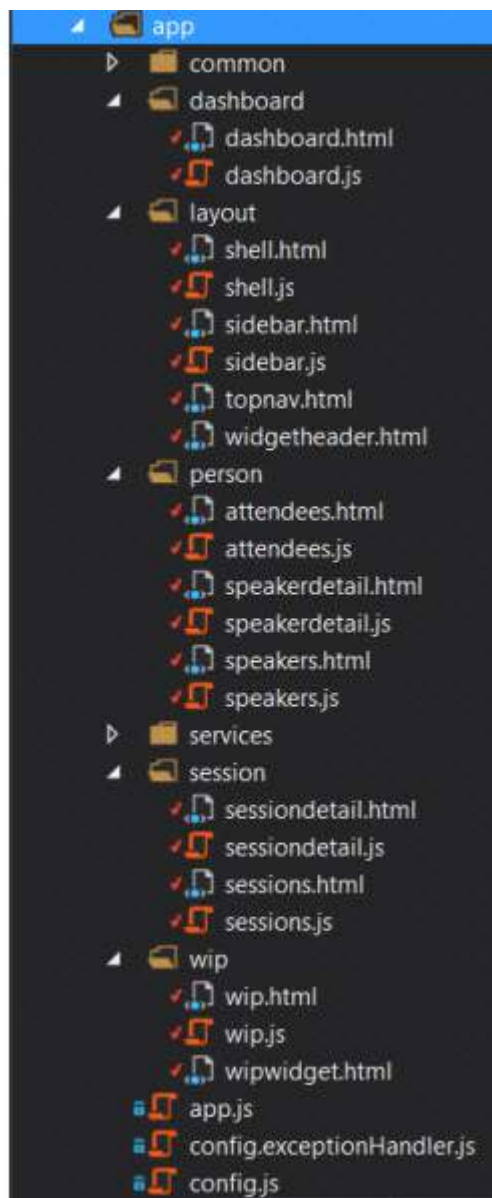 app
common
dashboard
dashboard.html
dashboard.js
layout
shell.html
shell.js
sidebar.html
sidebar.js
topnav.html
widgetheader.html
person
attendees.html
attendees.js
speakerdetail.html
speakerdetail.js
speakers.html
speakers.js
services
session
sessiondetail.html
sessiondetail.js
sessions.html
sessions.js
wip
wip.html
wip.js
wipwidget.html
app.js
config.exceptionHandler.js
config.js